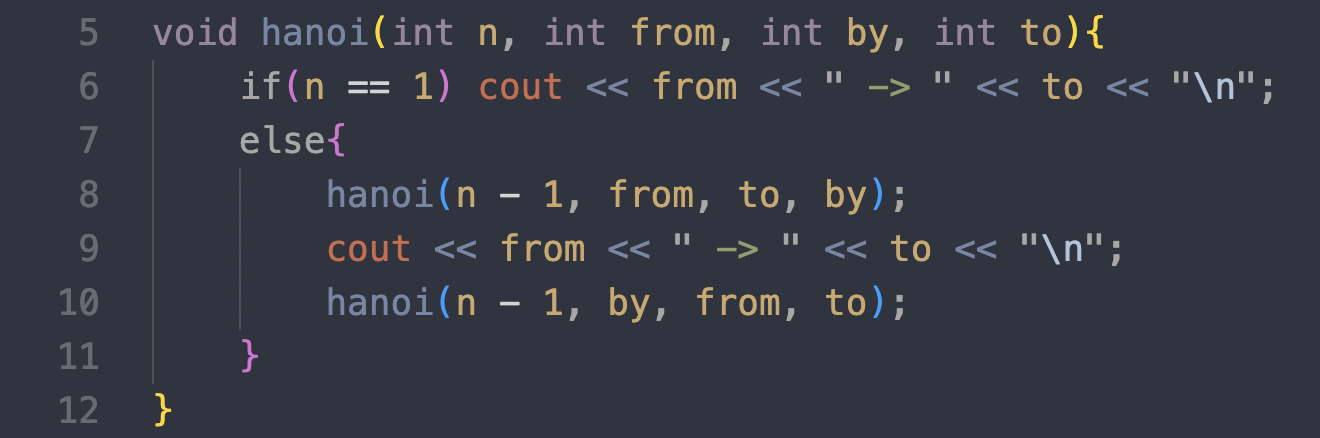 5 void hanoi(int n, int from, int by, int to){
6     if(n == 1) cout << from << " -> " << to << "\n";
7     else{
8         hanoi(n - 1, from, to, by);
9         cout << from << " -> " << to << "\n";
10         hanoi(n - 1, by, from, to);
11     }
12 }